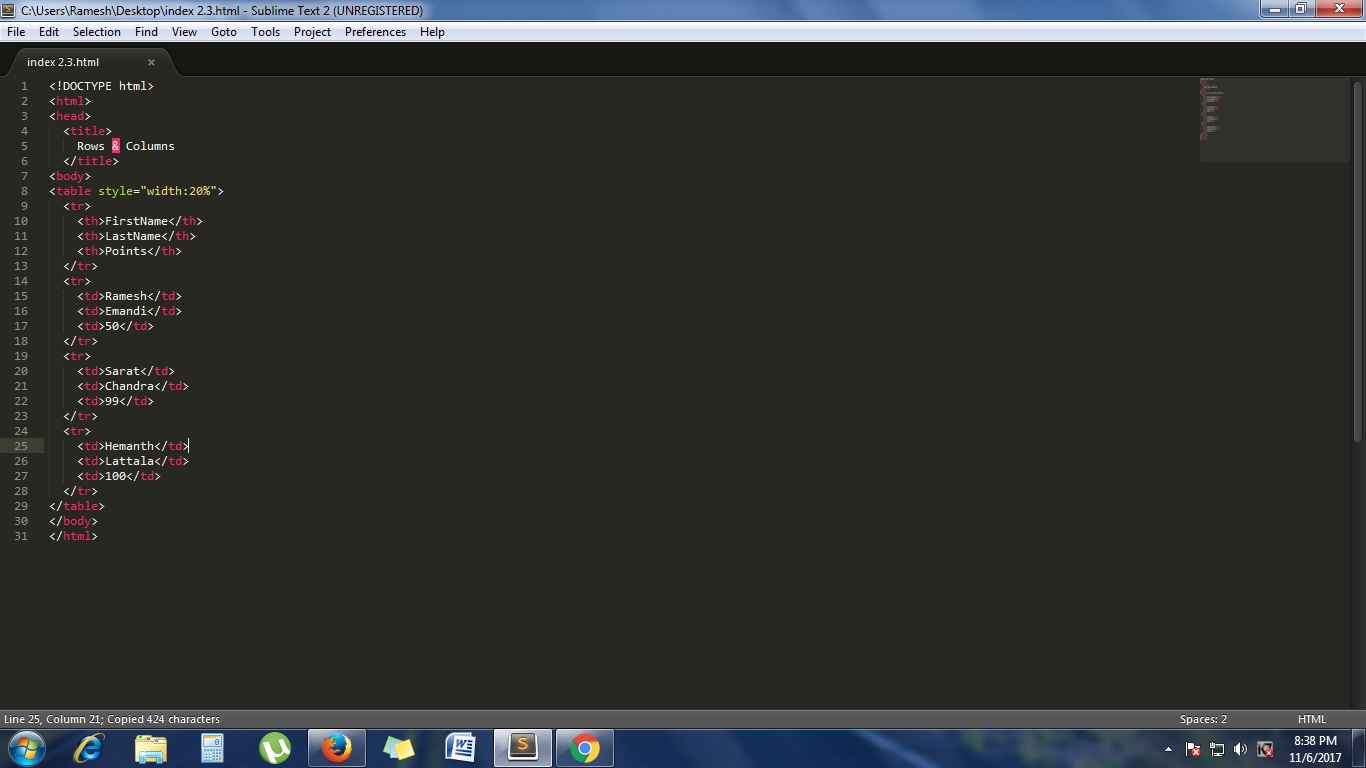 C:\Users\Ramesh\Desktop\index 2.3.html - Sublime Text 2 (UNREGISTERED)
File Edit Selection Find View Goto Tools Project Preferences Help
index 2.3.html
1 <!DOCTYPE html>
2 <html>
3 <head>
4 <title>
5 Rows & Columns
6 </title>
7 <body>
8 <table style="width:20%">
9 <tr>
10 <th>FirstName</th>
11 <th>LastName</th>
12 <th>Points</th>
13 </tr>
14 <tr>
15 <td>Ramesh</td>
16 <td>Emandi</td>
17 <td>50</td>
18 </tr>
19 <tr>
20 <td>Sarat</td>
21 <td>Chandra</td>
22 <td>99</td>
23 </tr>
24 <tr>
25 <td>Hemanth</td>
26 <td>Lattala</td>
27 <td>100</td>
28 </tr>
29 </table>
30 </body>
31 </html>
Line 25, Column 21; Copied 424 characters Spaces: 2 HTML
8:38 PM
11/6/2017